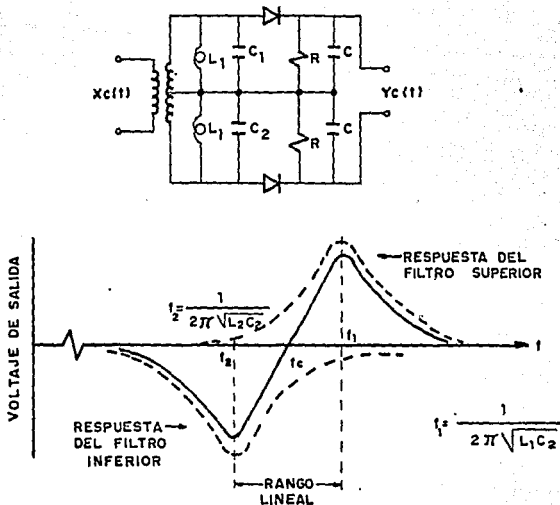 L₁ C₁ R C
Xc(t) Yc(t)
L₁ C₂ R C
VOLTAJE DE SALIDA
RESPUESTA DEL
FILTRO SUPERIOR
f₂= 1 / 2π√L₂C₂
f₂ fc f₁ f
RESPUESTA
DEL FILTRO
INFERIOR
f₁= 1 / 2π√L₁C₂
RANGO
LINEAL